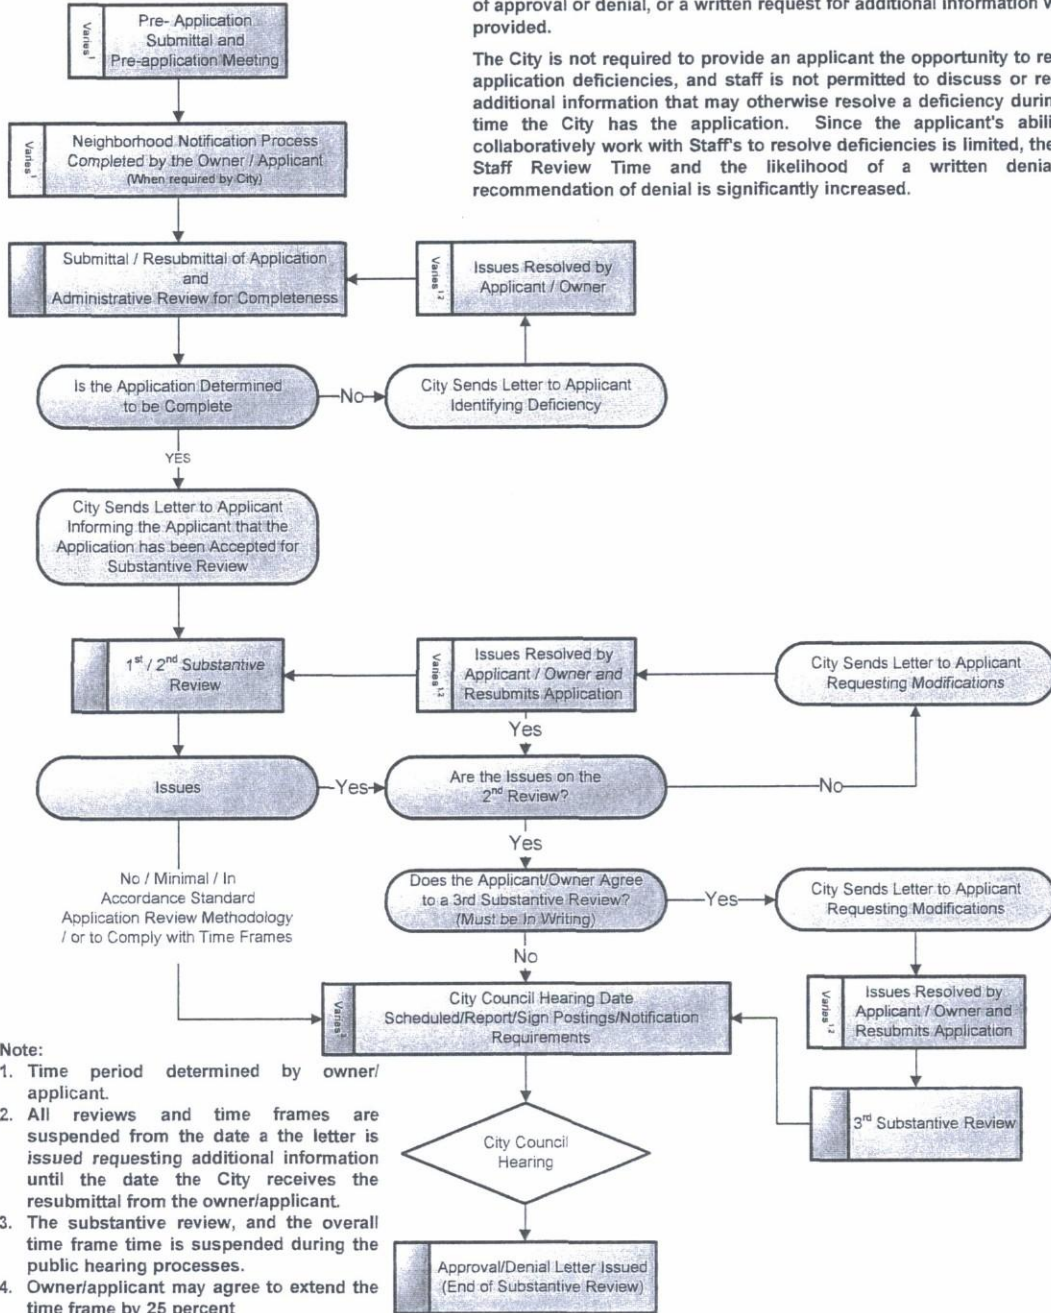 of approval or denial, or a written request for additional information
provided.
The City is not required to provide an applicant the opportunity to
application deficiencies, and staff is not permitted to discuss or
additional information that may otherwise resolve a deficiency
time the City has the application. Since the applicant's
collaboratively work with Staff's to resolve deficiencies is limited,
Staff Review Time and the likelihood of a written
recommendation of denial is significantly increased.
Varies1
Pre- Application
Submittal and
Pre-application Meeting
Varies1
Neighborhood Notification Process
Completed by the Owner / Applicant
(When required by City)
Submittal / Resubmittal of Application
and
Administrative Review for Completeness
Varies1,2
Issues Resolved by
Applicant / Owner
Is the Application Determined
to be Complete
No
City Sends Letter to Applicant
Identifying Deficiency
YES
City Sends Letter to Applicant
Informing the Applicant that the
Application has been Accepted for
Substantive Review
1st / 2nd Substantive
Review
Varies1,2
Issues Resolved by
Applicant / Owner and
Resubmits Application
City Sends Letter to Applicant
Requesting Modifications
Yes
Issues
Yes
Are the Issues on the
2nd Review?
No
Yes
No / Minimal / In
Accordance Standard
Application Review Methodology
/ or to Comply with Time Frames
Does the Applicant/Owner Agree
to a 3rd Substantive Review?
(Must be In Writing)
Yes
City Sends Letter to Applicant
Requesting Modifications
No
City Council Hearing Date
Scheduled/Report/Sign Postings/Notification
Requirements
Varies1,2
Issues Resolved by
Applicant / Owner and
Resubmits Application
3rd Substantive Review
City Council
Hearing
Approval/Denial Letter Issued
(End of Substantive Review)
Note:
1. Time period determined by owner/
applicant.
2. All reviews and time frames are
suspended from the date a the letter is
issued requesting additional information
until the date the City receives the
resubmittal from the owner/applicant.
3. The substantive review, and the overall
time frame time is suspended during the
public hearing processes.
4. Owner/applicant may agree to extend the
time frame by 25 percent